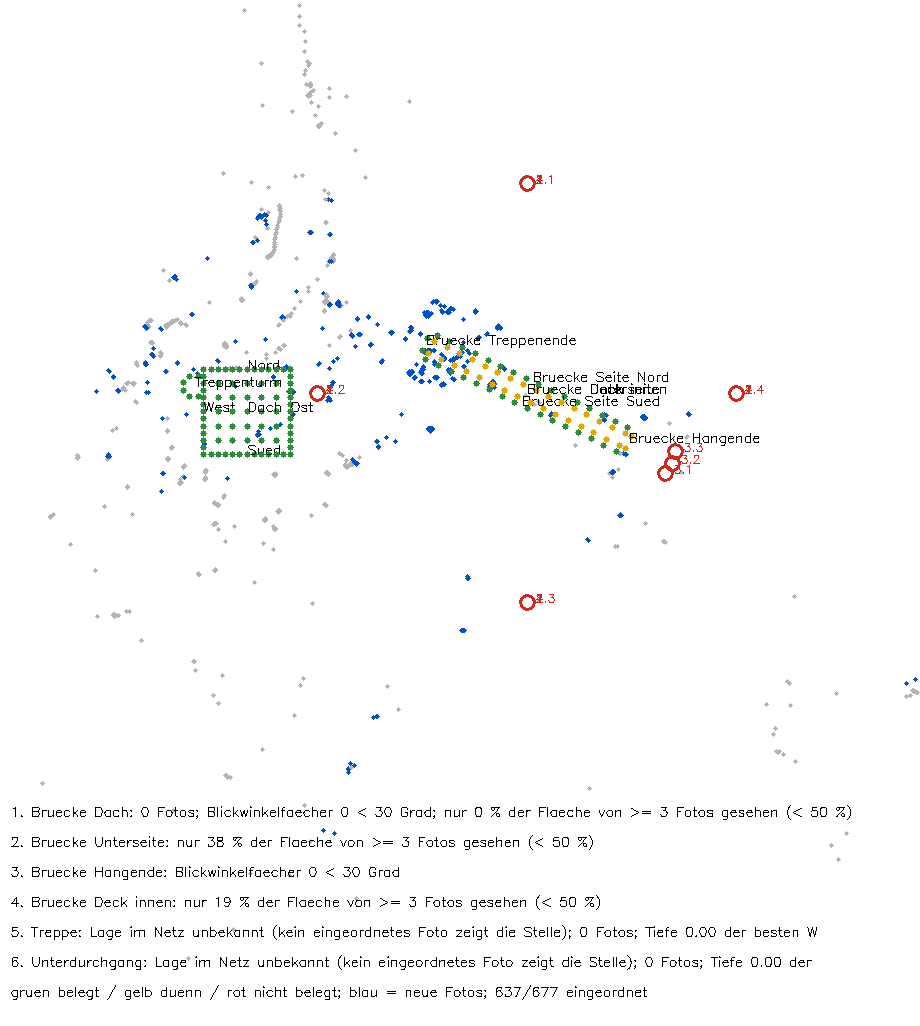 2.1
Bruecke Treppenende
Nord
Bruecke Seite Nord
Treppenturm
2.2
2.4
West Dach Ost
Bruecke Seite Sued
Bruecke Hangende
Sued
3.3
3.2
3.1
2.3
1. Bruecke Dach: 0 Fotos; Blickwinkelfaecher 0 < 30 Grad; nur 0 % der Flaeche von >= 3 Fotos gesehen (< 50 %)
2. Bruecke Unterseite: nur 38 % der Flaeche von >= 3 Fotos gesehen (< 50 %)
3. Bruecke Hangende: Blickwinkelfaecher 0 < 30 Grad
4. Bruecke Deck innen: nur 19 % der Flaeche von >= 3 Fotos gesehen (< 50 %)
5. Treppe: Lage im Netz unbekannt (kein eingeordnetes Foto zeigt die Stelle); 0 Fotos; Tiefe 0.00 der besten W
6. Unterdurchgang: Lage im Netz unbekannt (kein eingeordnetes Foto zeigt die Stelle); 0 Fotos; Tiefe 0.00 der
gruen belegt / gelb duenn / rot nicht belegt; blau = neue Fotos; 637/677 eingeordnet